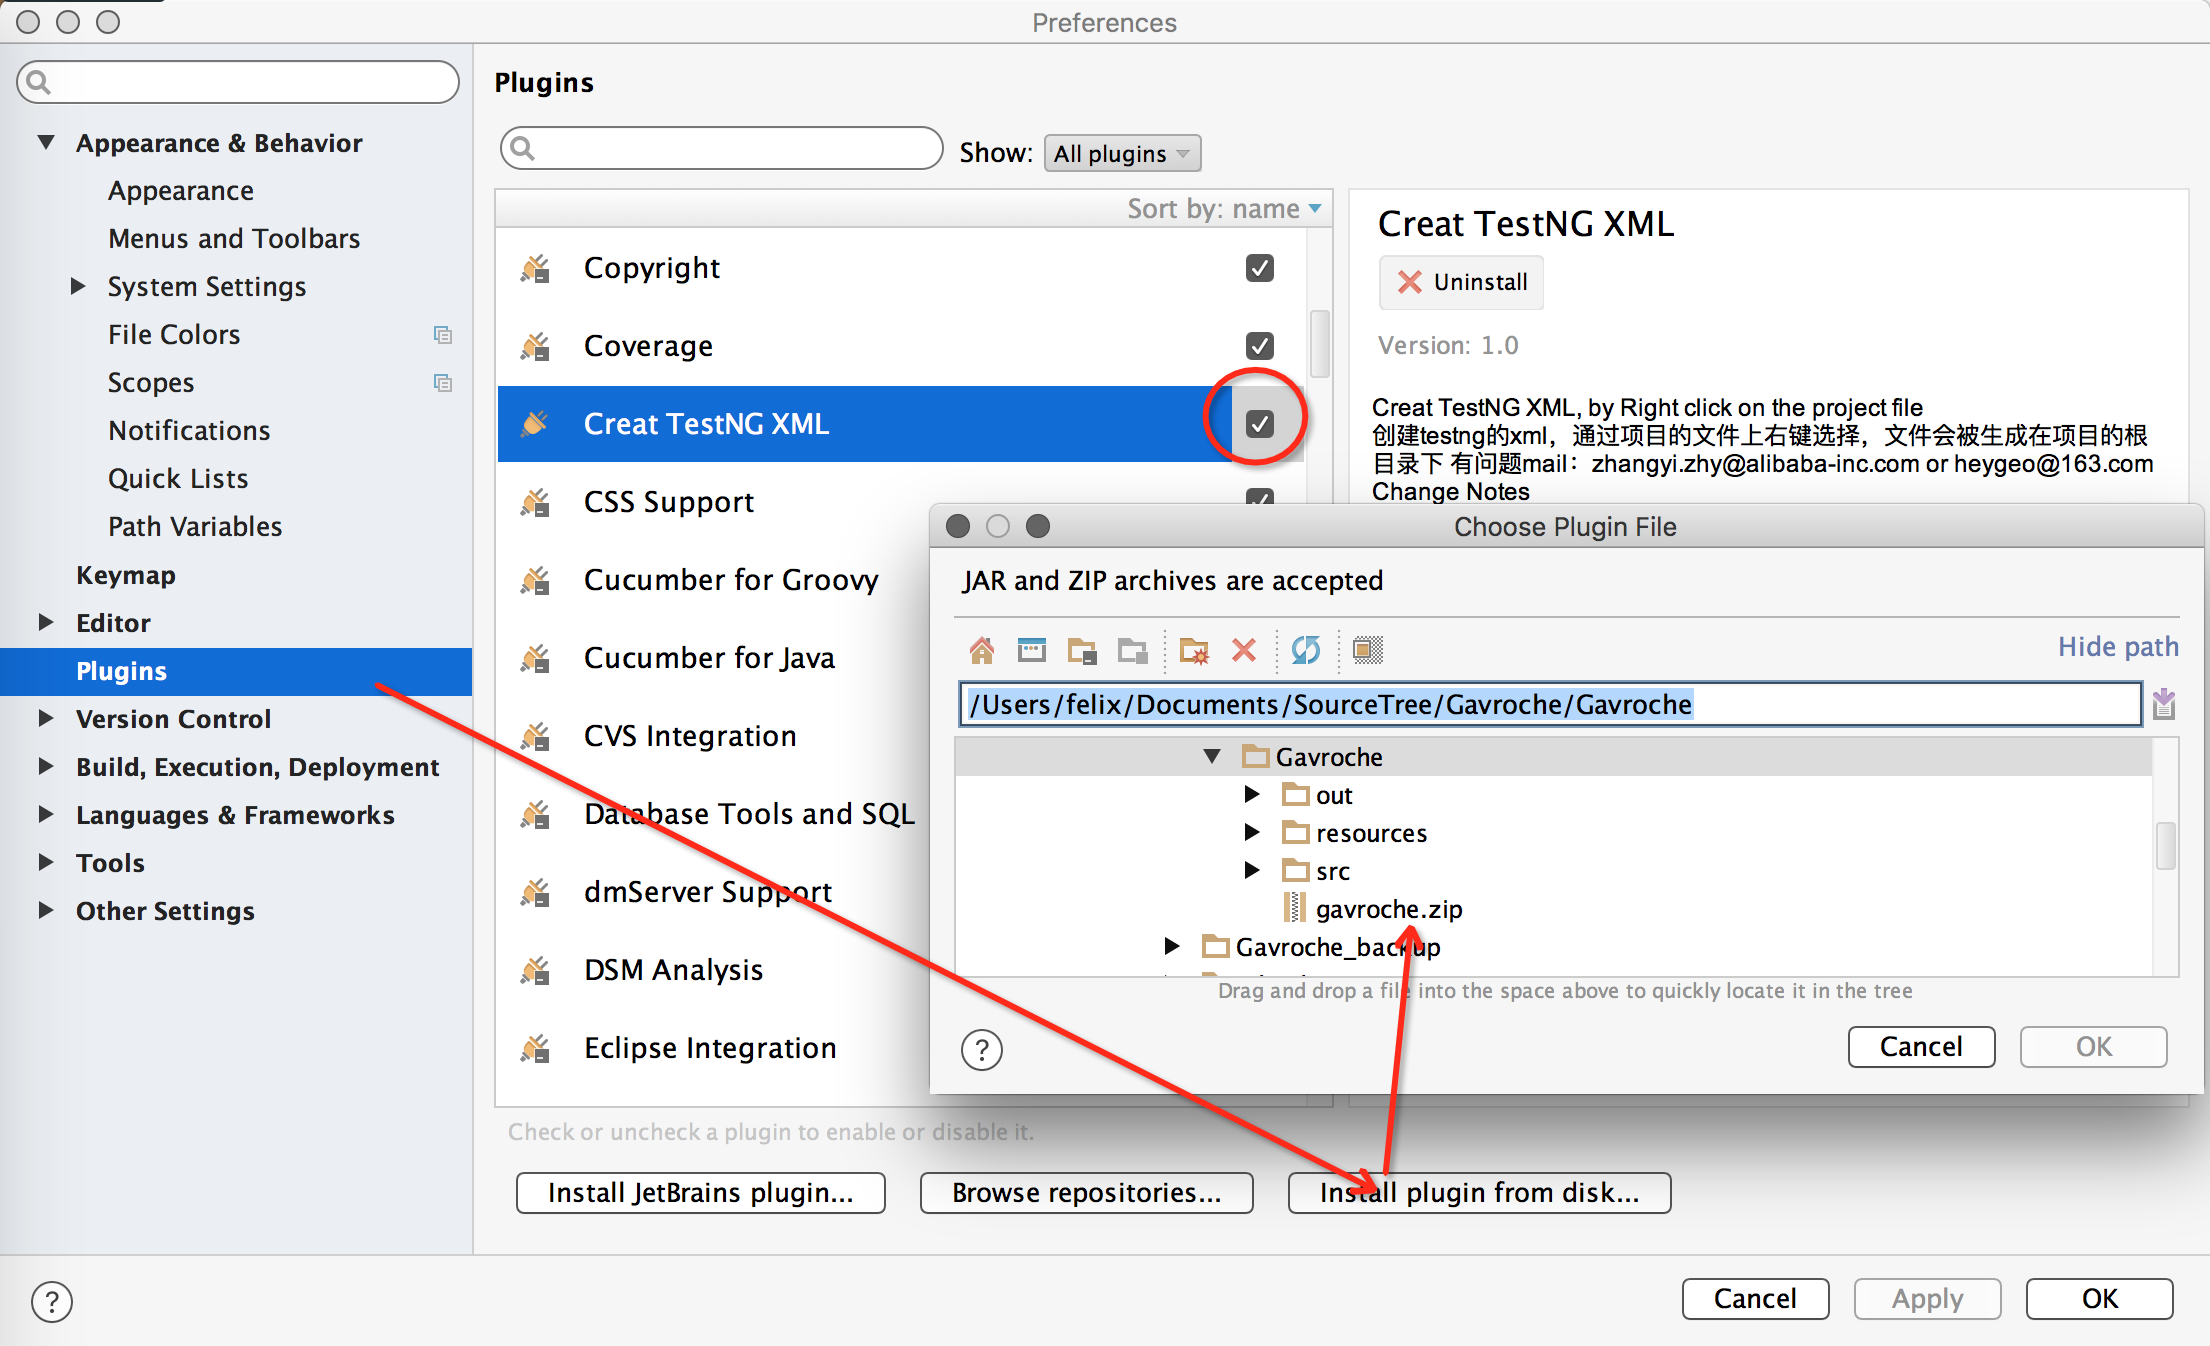 Preferences
Appearance & Behavior
Appearance
Menus and Toolbars
System Settings
File Colors
Scopes
Notifications
Quick Lists
Path Variables
Keymap
Editor
Plugins
Version Control
Build, Execution, Deployment
Languages & Frameworks
Tools
Other Settings
Plugins
Show: All plugins
Sort by: name
Copyright
Coverage
Creat TestNG XML
CSS Support
Cucumber for Groovy
Cucumber for Java
CVS Integration
Database Tools and SQL
dmServer Support
DSM Analysis
Eclipse Integration
Check or uncheck a plugin to enable or disable it.
Install JetBrains plugin...
Browse repositories...
Install plugin from disk...
Creat TestNG XML
Uninstall
Version: 1.0
Creat TestNG XML, by Right click on the project file
创建testng的xml，通过项目的文件上右键选择，文件会被生成在项目的根
目录下 有问题mail：zhangyi.zhy@alibaba-inc.com or heygeo@163.com
Change Notes
Choose Plugin File
JAR and ZIP archives are accepted
Hide path
/Users/felix/Documents/SourceTree/Gavroche/Gavroche
Gavroche
out
resources
src
gavroche.zip
Gavroche_backup
Drag and drop a file into the space above to quickly locate it in the tree
?
Cancel
OK
?
Cancel
Apply
OK